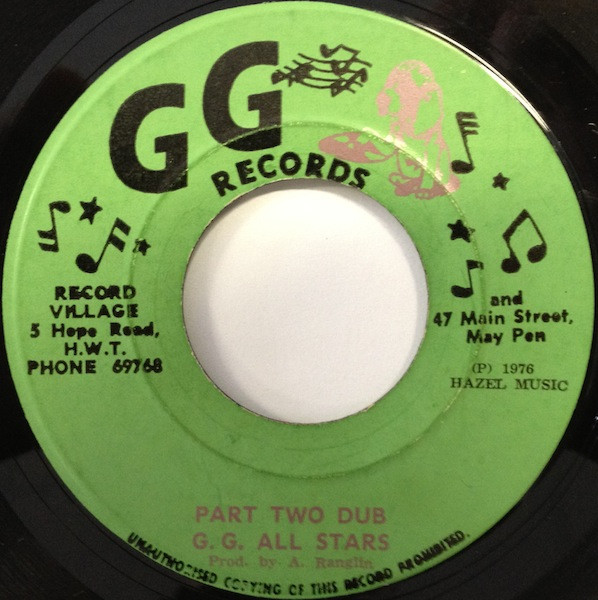 GG
RECORDS
RECORD
VILLAGE
5 Hope Road,
H.W.T.
PHONE 69768
and
47 Main Street,
May Pen
(P) 1976
HAZEL MUSIC
PART TWO DUB
G. G. ALL STARS
Prod. by A. Ranglin
UNAUTHORISED COPYING OF THIS RECORD PROHIBITED.